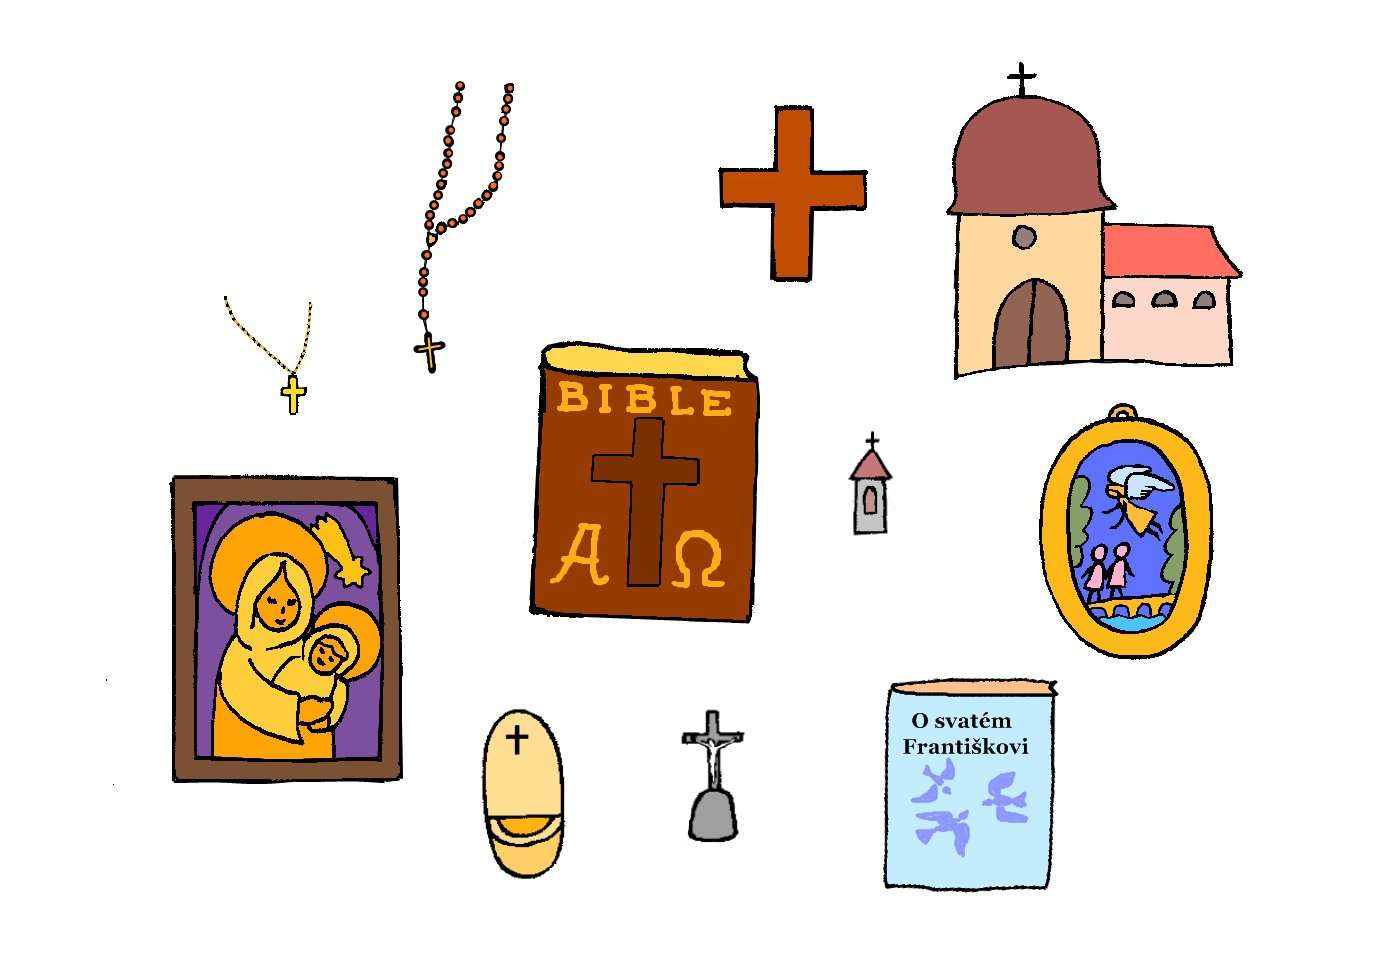 BIBLE
A Ω
O svatém
Františkovi